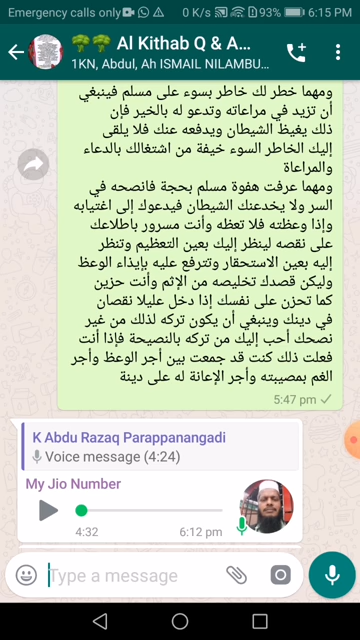 Emergency calls only 0 K/s 93% 6:15 PM
Al Kithab Q & A...
1KN, Abdul, Ah ISMAIL NILAMBU...
ومهما خطر لك خاطر بسوء على مسلم فينبغي
أن تزيد في مراعاته وتدعو له بالخير فإن
ذلك يغيظ الشيطان ويدفعه عنك فلا يلقى
إليك الخاطر السوء خيفة من اشتغالك بالدعاء
والمراعاة
ومهما عرفت هفوة مسلم بحجة فانصحه في
السر ولا يخدعنك الشيطان فيدعوك إلى اغتيابه
وإذا وعظته فلا تعظه وأنت مسرور باطلاعك
على نقصه لينظر إليك بعين التعظيم وتنظر
إليه بعين الاستحقار وتترفع عليه بإيذاء الوعظ
وليكن قصدك تخليصه من الإثم وأنت حزين
كما تحزن على نفسك إذا دخل عليلا نقصان
في دينك وينبغي أن يكون تركه لذلك من غير
نصحك أحب إليك من تركه بالنصيحة فإذا أنت
فعلت ذلك كنت قد جمعت بين أجر الوعظ وأجر
الغم بمصيبته وأجر الإعانة له على دينة
5:47 pm
K Abdu Razaq Parappanangadi
Voice message (4:24)
My Jio Number
4:32 6:12 pm
Type a message